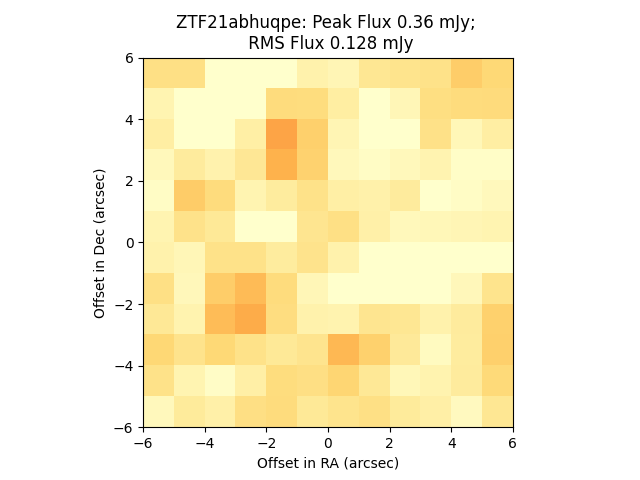 ZTF21abhuqpe: Peak Flux 0.36 mJy;
RMS Flux 0.128 mJy
6
4
2
0
−2
−4
−6
Offset in Dec (arcsec)
−6 −4 −2 0 2 4 6
Offset in RA (arcsec)